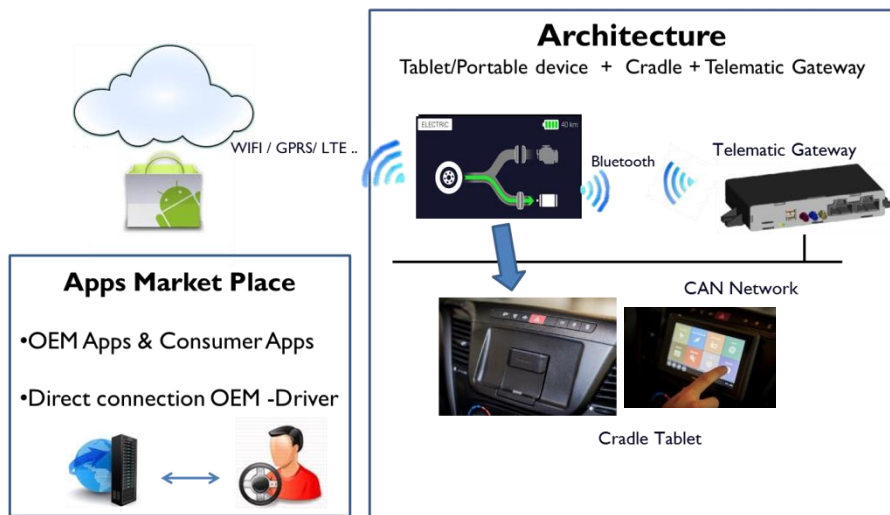 Architecture
Tablet/Portable device + Cradle + Telematic Gateway
WIFI / GPRS/ LTE ..
ELECTRIC
40 km
Bluetooth
Telematic Gateway
Apps Market Place
•OEM Apps & Consumer Apps
•Direct connection OEM -Driver
CAN Network
Cradle Tablet